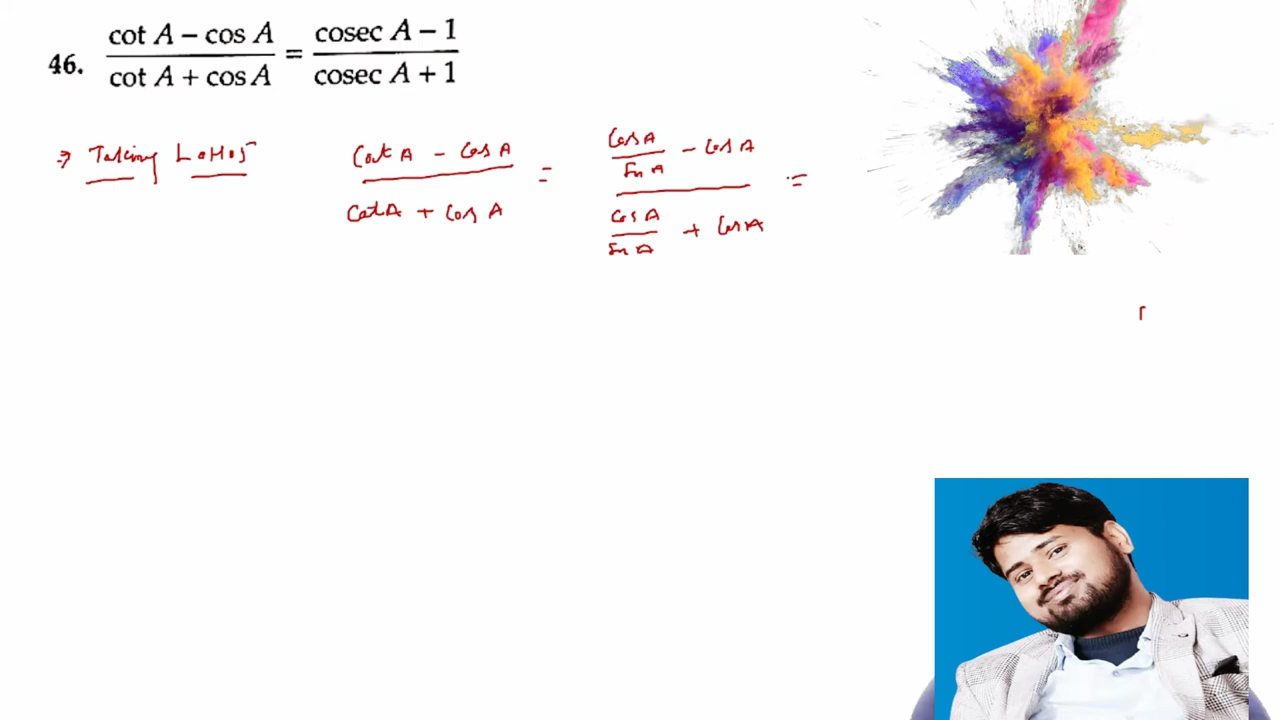 46. (cot A − cos A)/(cot A + cos A) = (cosec A − 1)/(cosec A + 1)
⇒ Taking L.H.S (Cot A − Cos A)/(Cot A + Cos A) = (Cos A/Sin A − Cos A)/(Cos A/Sin A + Cos A) =